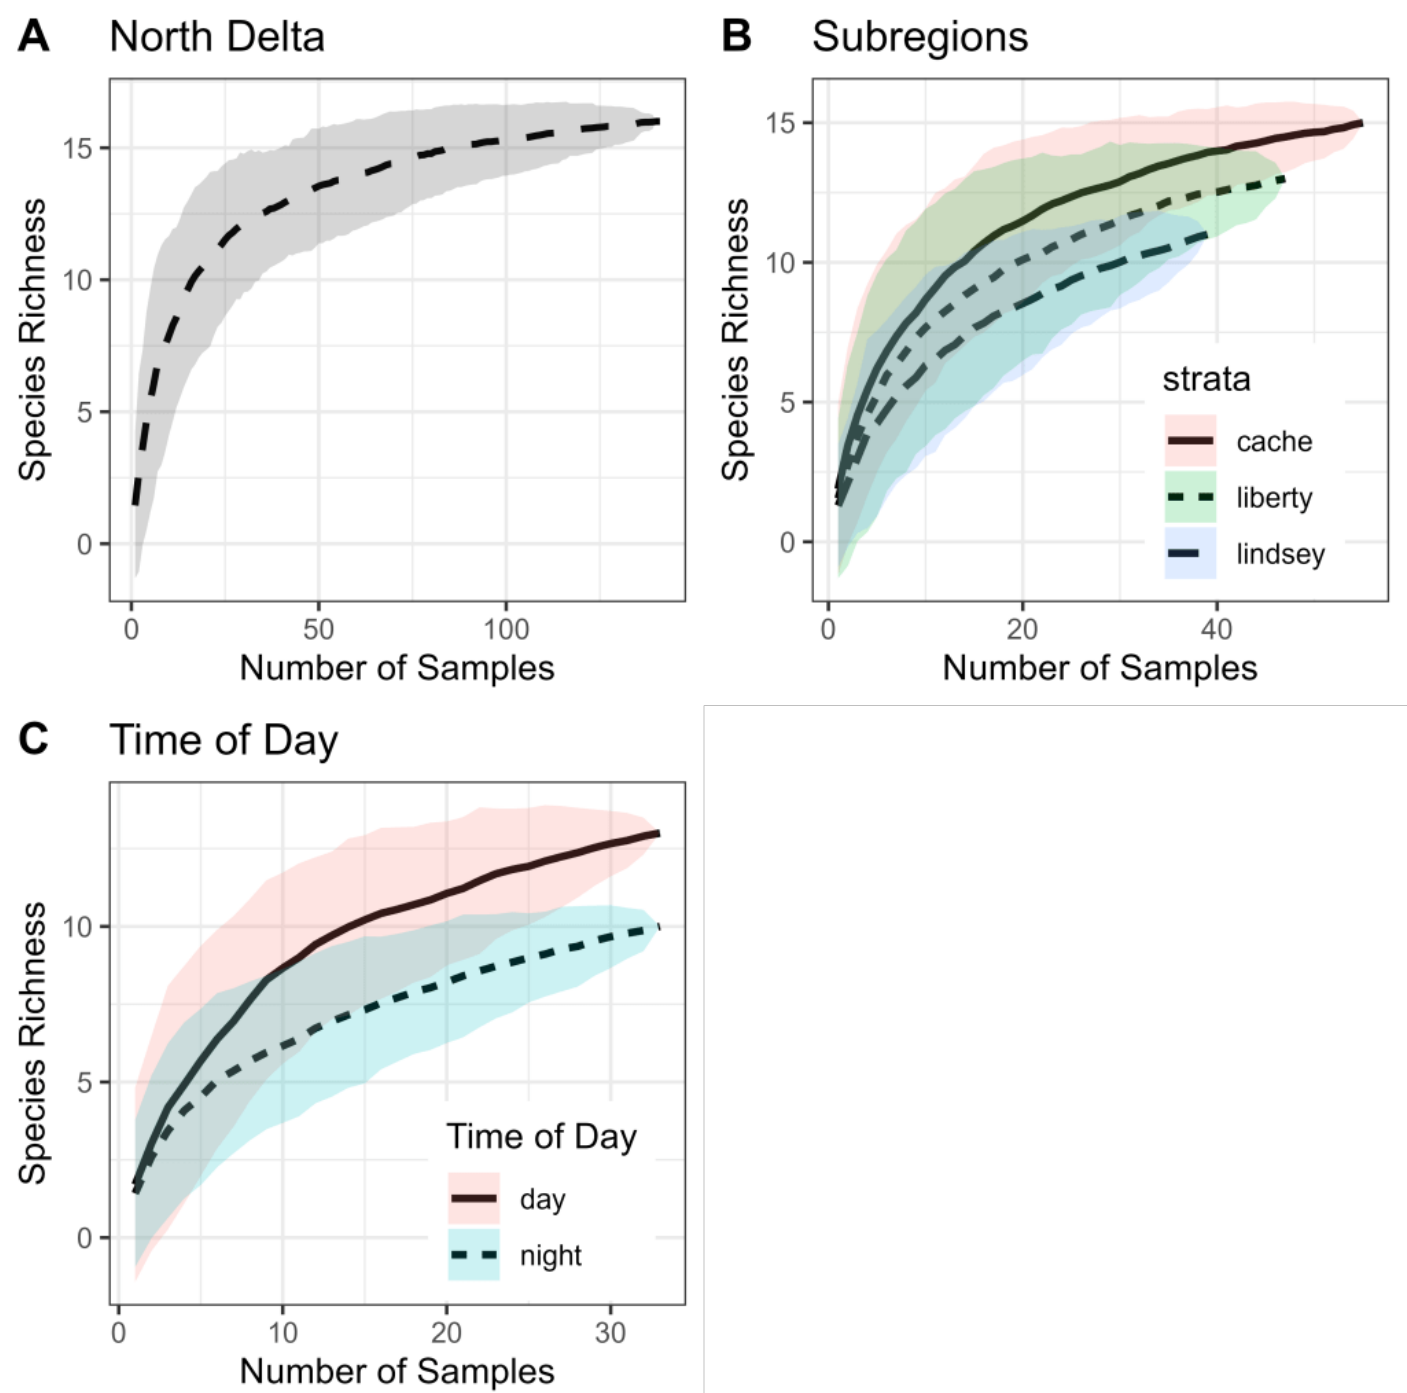 A North Delta
Species Richness
15
10
5
0
0 50 100
Number of Samples
B Subregions
Species Richness
15
10
5
0
strata
cache
liberty
lindsey
0 20 40
Number of Samples
C Time of Day
Species Richness
10
5
0
Time of Day
day
night
0 10 20 30
Number of Samples